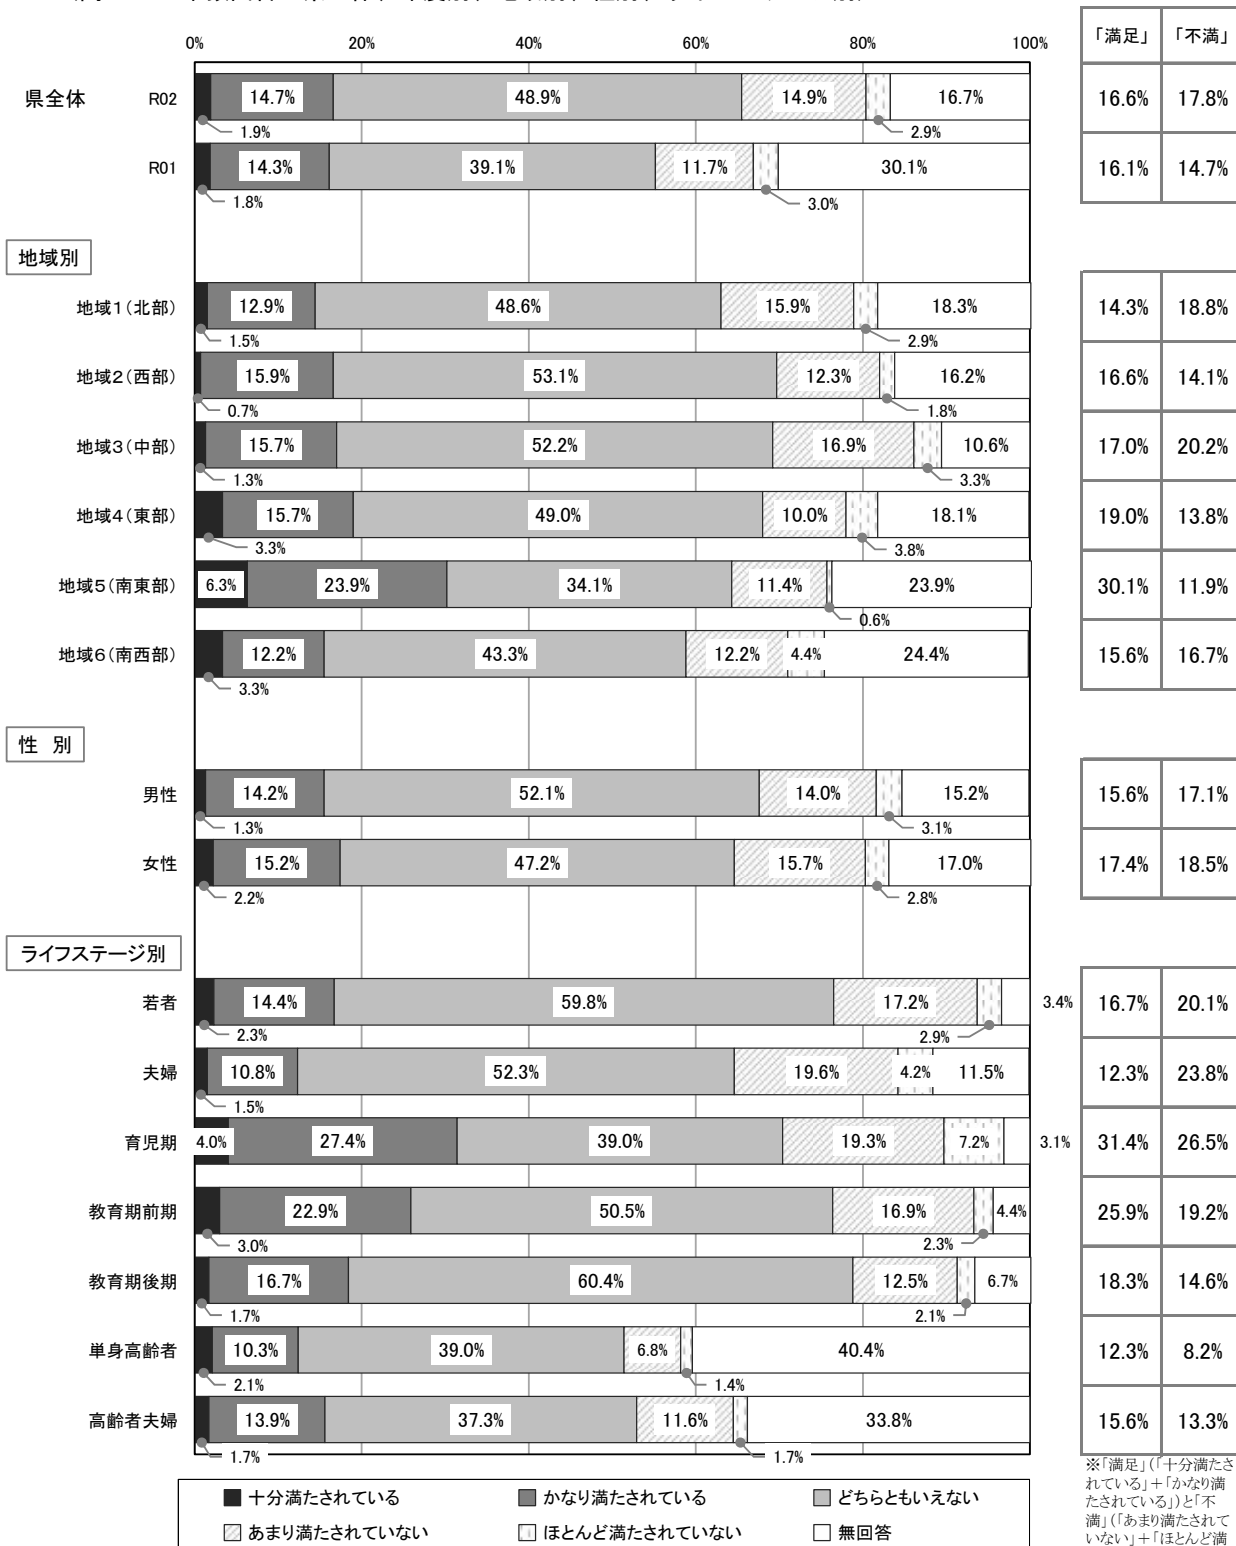 0% 20% 40% 60% 80% 100%
「満足」 「不満」
県全体 R02 14.7% 48.9% 14.9% 16.7% 16.6% 17.8%
1.9% 2.9%
R01 14.3% 39.1% 11.7% 30.1% 16.1% 14.7%
1.8% 3.0%
地域別
地域1(北部) 12.9% 48.6% 15.9% 18.3% 14.3% 18.8%
1.5% 2.9%
地域2(西部) 15.9% 53.1% 12.3% 16.2% 16.6% 14.1%
0.7% 1.8%
地域3(中部) 15.7% 52.2% 16.9% 10.6% 17.0% 20.2%
1.3% 3.3%
地域4(東部) 15.7% 49.0% 10.0% 18.1% 19.0% 13.8%
3.3% 3.8%
地域5(南東部) 6.3% 23.9% 34.1% 11.4% 23.9% 30.1% 11.9%
0.6%
地域6(南西部) 12.2% 43.3% 12.2% 4.4% 24.4% 15.6% 16.7%
3.3%
性 別
男性 14.2% 52.1% 14.0% 15.2% 15.6% 17.1%
1.3% 3.1%
女性 15.2% 47.2% 15.7% 17.0% 17.4% 18.5%
2.2% 2.8%
ライフステージ別
若者 14.4% 59.8% 17.2% 3.4% 16.7% 20.1%
2.3% 2.9%
夫婦 10.8% 52.3% 19.6% 4.2% 11.5% 12.3% 23.8%
1.5%
育児期 4.0% 27.4% 39.0% 19.3% 7.2% 3.1% 31.4% 26.5%
教育期前期 22.9% 50.5% 16.9% 4.4% 25.9% 19.2%
3.0% 2.3%
教育期後期 16.7% 60.4% 12.5% 6.7% 18.3% 14.6%
1.7% 2.1%
単身高齢者 10.3% 39.0% 6.8% 40.4% 12.3% 8.2%
2.1% 1.4%
高齢者夫婦 13.9% 37.3% 11.6% 33.8% 15.6% 13.3%
1.7% 1.7%
十分満たされている かなり満たされている どちらともいえない
あまり満たされていない ほとんど満たされていない 無回答
※「満足」(「十分満たさ
れている」+「かなり満
たされている」)と「不
満」(「あまり満たされて
いない」+「ほとんど満